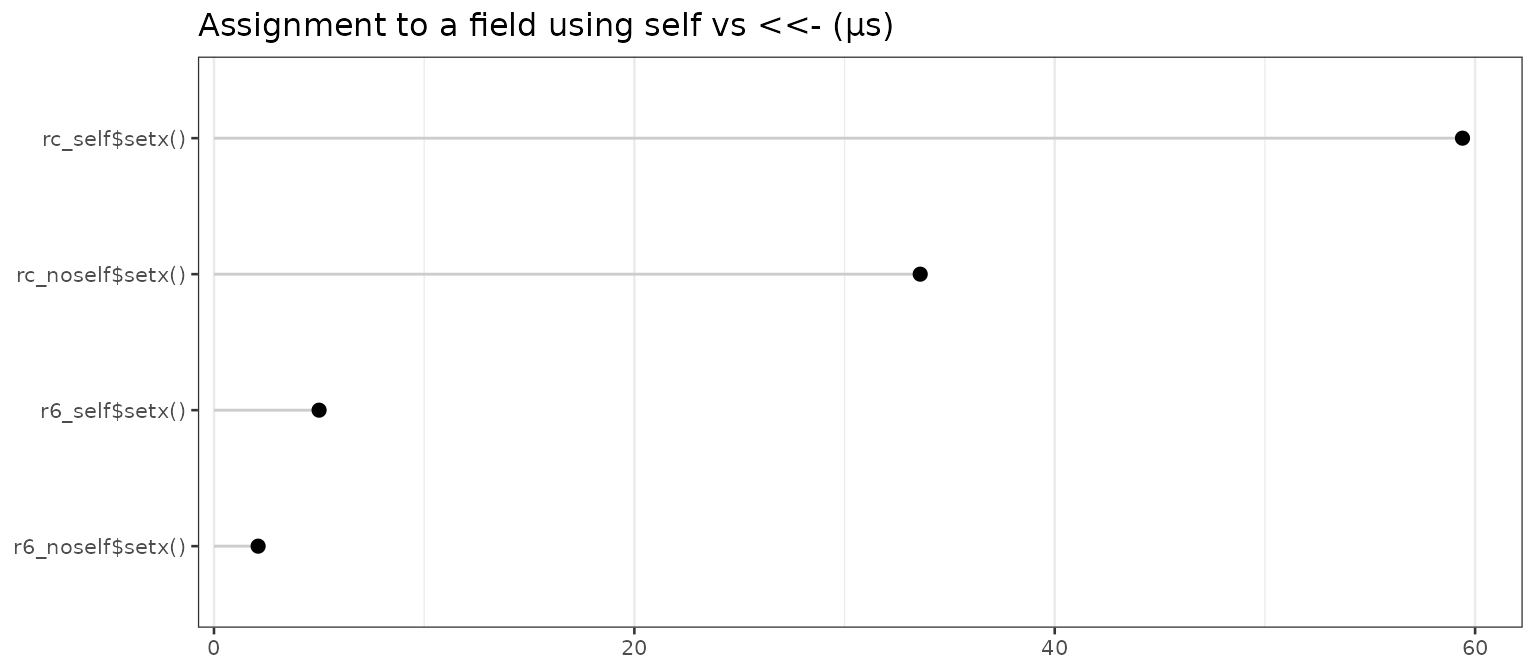 Assignment to a field using self vs <<- (µs)
rc_self$setx()
rc_noself$setx()
r6_self$setx()
r6_noself$setx()
0 20 40 60